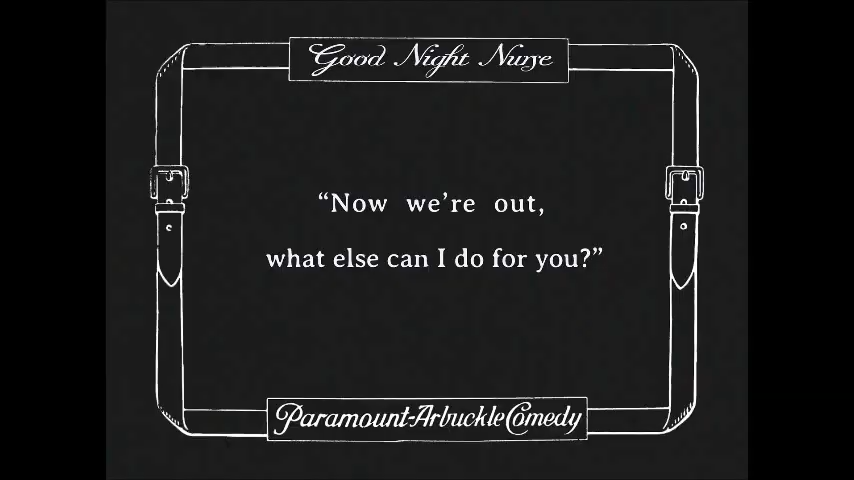 Good Night Nurse
“Now we’re out,
what else can I do for you?”
Paramount-Arbuckle Comedy